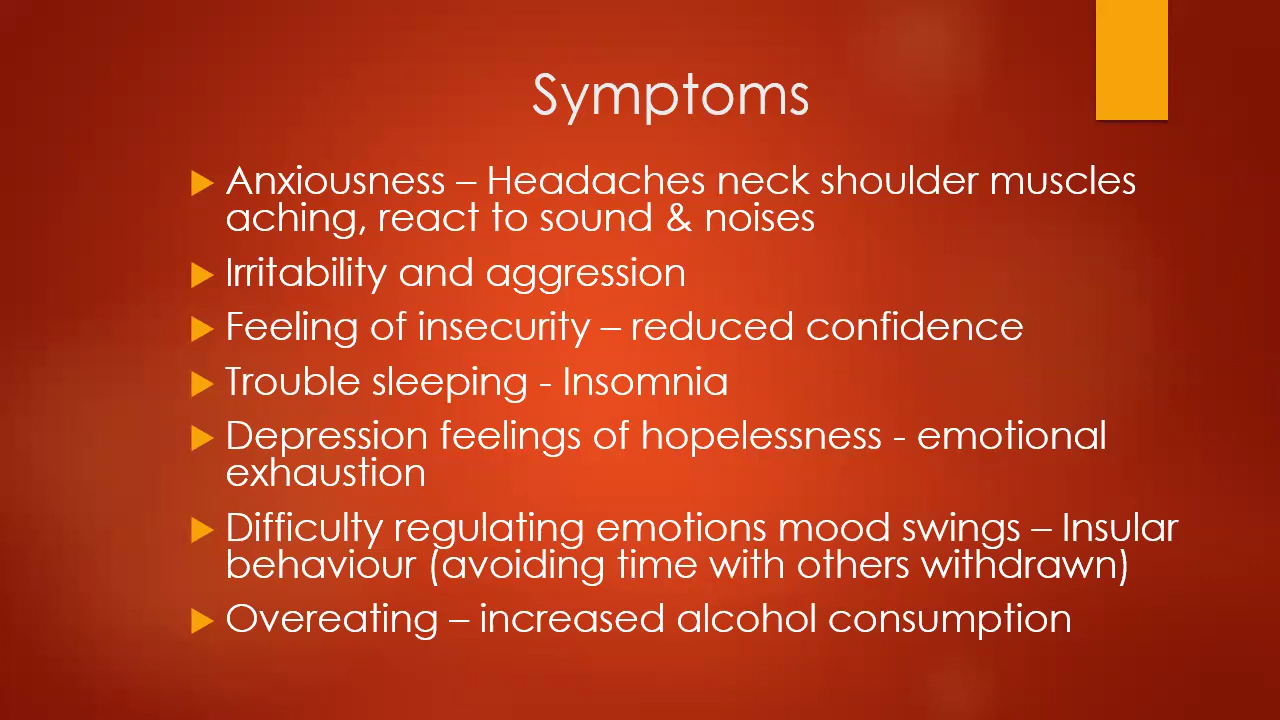 Symptoms
Anxiousness – Headaches neck shoulder muscles
aching, react to sound & noises
Irritability and aggression
Feeling of insecurity – reduced confidence
Trouble sleeping - Insomnia
Depression feelings of hopelessness - emotional
exhaustion
Difficulty regulating emotions mood swings – Insular
behaviour (avoiding time with others withdrawn)
Overeating – increased alcohol consumption